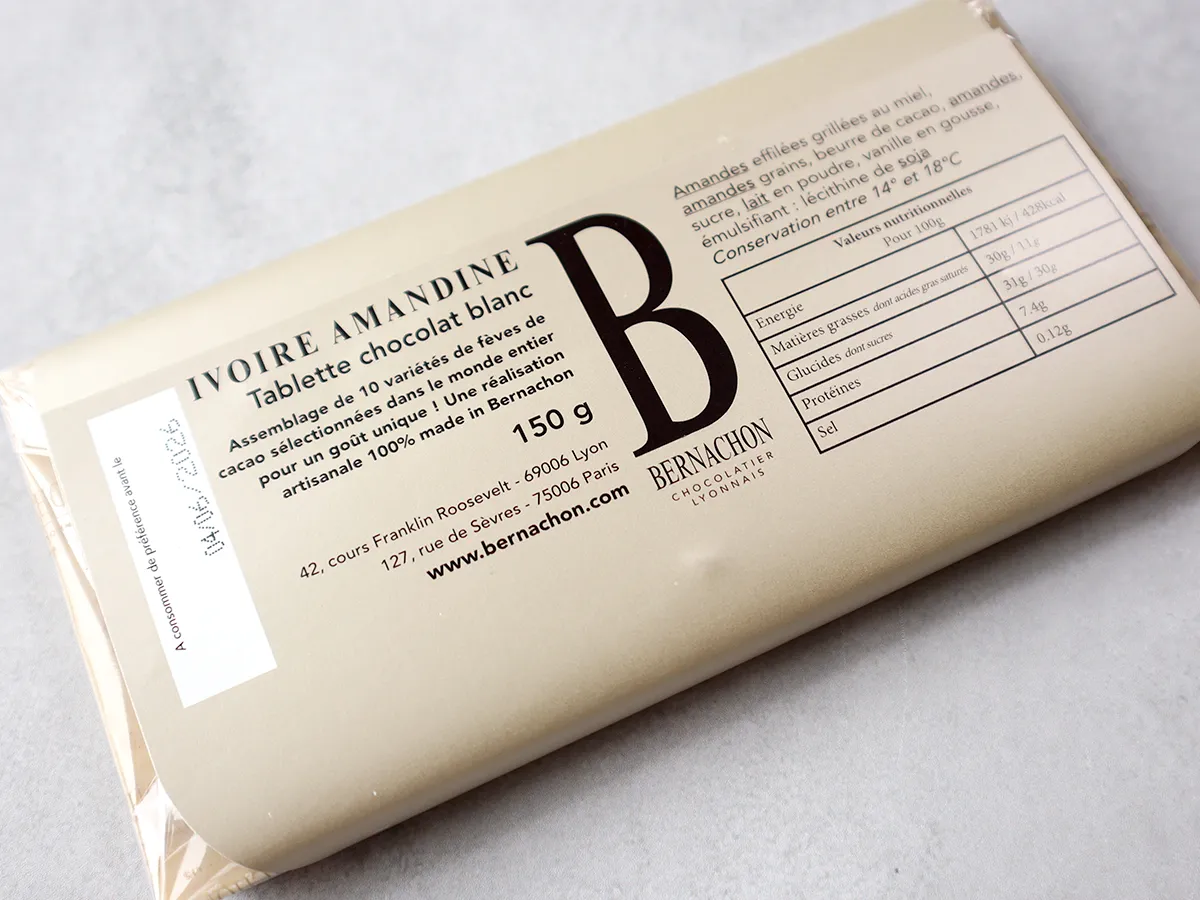 A consommer de préférence avant le
04/06/2026
IVOIRE AMANDINE
Tablette chocolat blanc
Assemblage de 10 variétés de fèves de
cacao sélectionnées dans le monde entier
pour un goût unique ! Une réalisation
artisanale 100% made in Bernachon
150 g
42, cours Franklin Roosevelt - 69006 Lyon
127, rue de Sèvres - 75006 Paris
www.bernachon.com
B
BERNACHON
CHOCOLATIER
LYONNAIS
Amandes effilées grillées au miel,
amandes grains, beurre de cacao, amandes,
sucre, lait en poudre, vanille en gousse,
émulsifiant : lécithine de soja
Conservation entre 14° et 18°C
Valeurs nutritionnelles
Pour 100g
Energie 1781 kj / 428kcal
Matières grasses dont acides gras saturés 30g / 11g
Glucides dont sucres 31g / 30g
Protéines 7.4g
Sel 0.12g